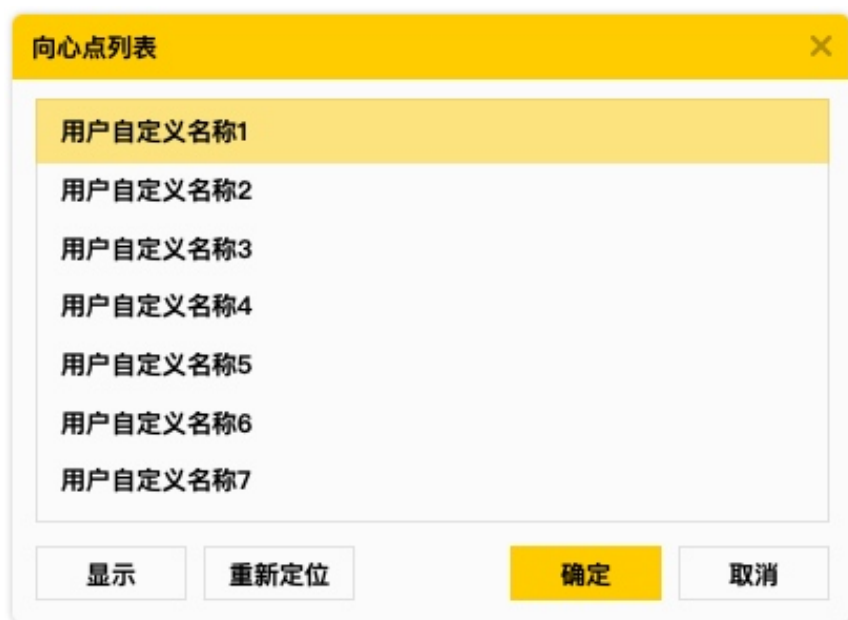 向心点列表
用户自定义名称1
用户自定义名称2
用户自定义名称3
用户自定义名称4
用户自定义名称5
用户自定义名称6
用户自定义名称7
显示 重新定位 确定 取消